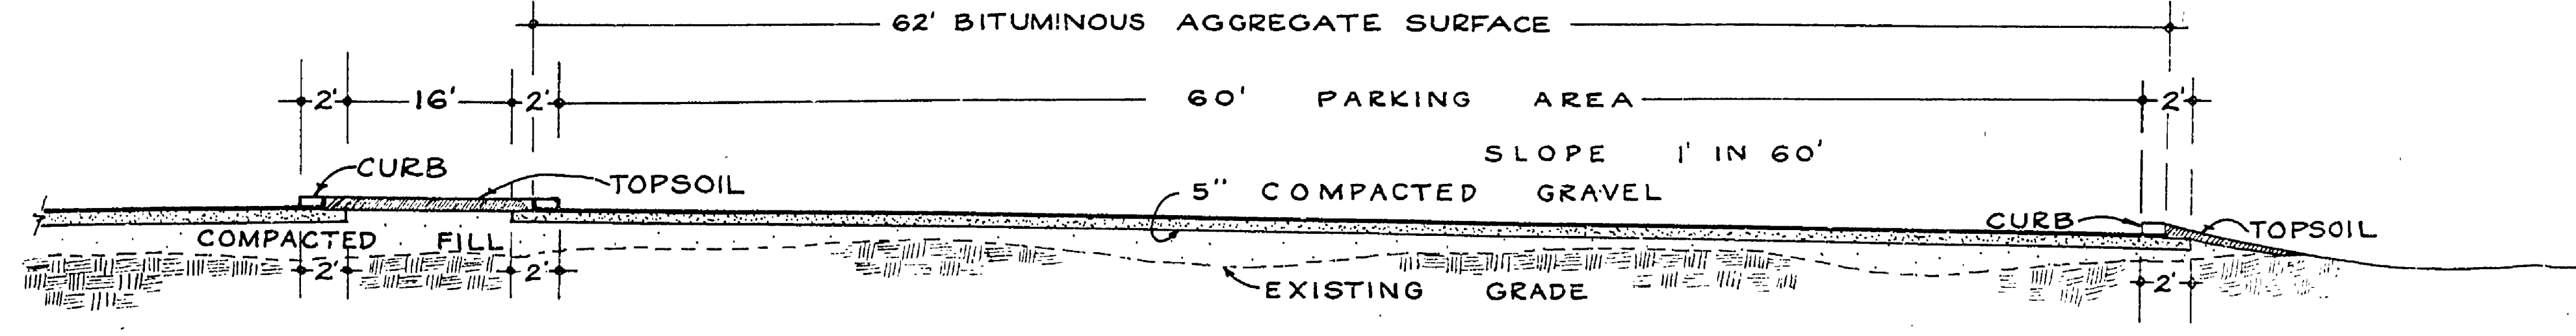 62' BITUMINOUS AGGREGATE SURFACE
2' 16' 2' 60' PARKING AREA 2'
SLOPE 1' IN 60'
CURB
TOPSOIL
5" COMPACTED GRAVEL
CURB
TOPSOIL
COMPACTED FILL
2' 2' 2'
EXISTING GRADE